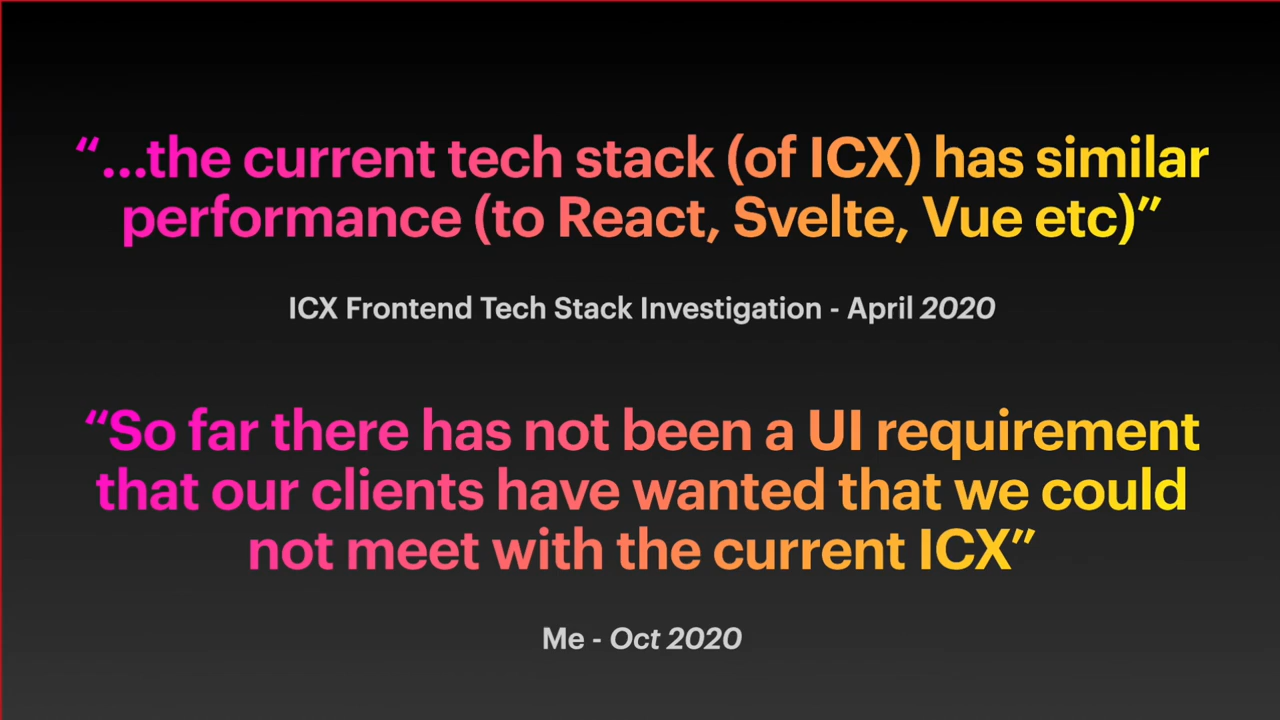 “...the current tech stack (of ICX) has similar
performance (to React, Svelte, Vue etc)”
ICX Frontend Tech Stack Investigation - April 2020
“So far there has not been a UI requirement
that our clients have wanted that we could
not meet with the current ICX”
Me - Oct 2020